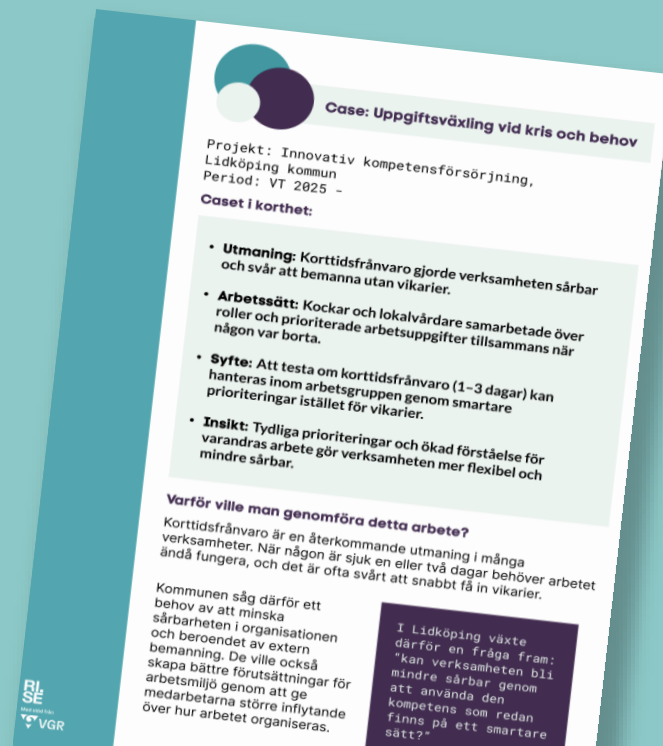 Case: Uppgiftsväxling vid kris och behov
Projekt: Innovativ kompetensförsörjning,
Lidköping kommun
Period: VT 2025 -
Caset i korthet:
• Utmaning: Korttidsfrånvaro gjorde verksamheten sårbar
och svår att bemanna utan vikarier.
• Arbetssätt: Kockar och lokalvårdare samarbetade över
roller och prioriterade arbetsuppgifter tillsammans när
någon var borta.
• Syfte: Att testa om korttidsfrånvaro (1–3 dagar) kan
hanteras inom arbetsgruppen genom smartare
prioriteringar istället för vikarier.
• Insikt: Tydliga prioriteringar och ökad förståelse för
varandras arbete gör verksamheten mer flexibel och
mindre sårbar.
Varför ville man genomföra detta arbete?
Korttidsfrånvaro är en återkommande utmaning i många
verksamheter. När någon är sjuk en eller två dagar behöver arbetet
ändå fungera, och det är ofta svårt att snabbt få in vikarier.
Kommunen såg därför ett
behov av att minska
sårbarheten i organisationen
och beroendet av extern
bemanning. De ville också
skapa bättre förutsättningar för
arbetsmiljö genom att ge
medarbetarna större inflytande
över hur arbetet organiseras.
I Lidköping växte
därför en fråga fram:
"kan verksamheten bli
mindre sårbar genom
att använda den
kompetens som redan
finns på ett smartare
sätt?"
RI.
SE
Med stöd från
VGR